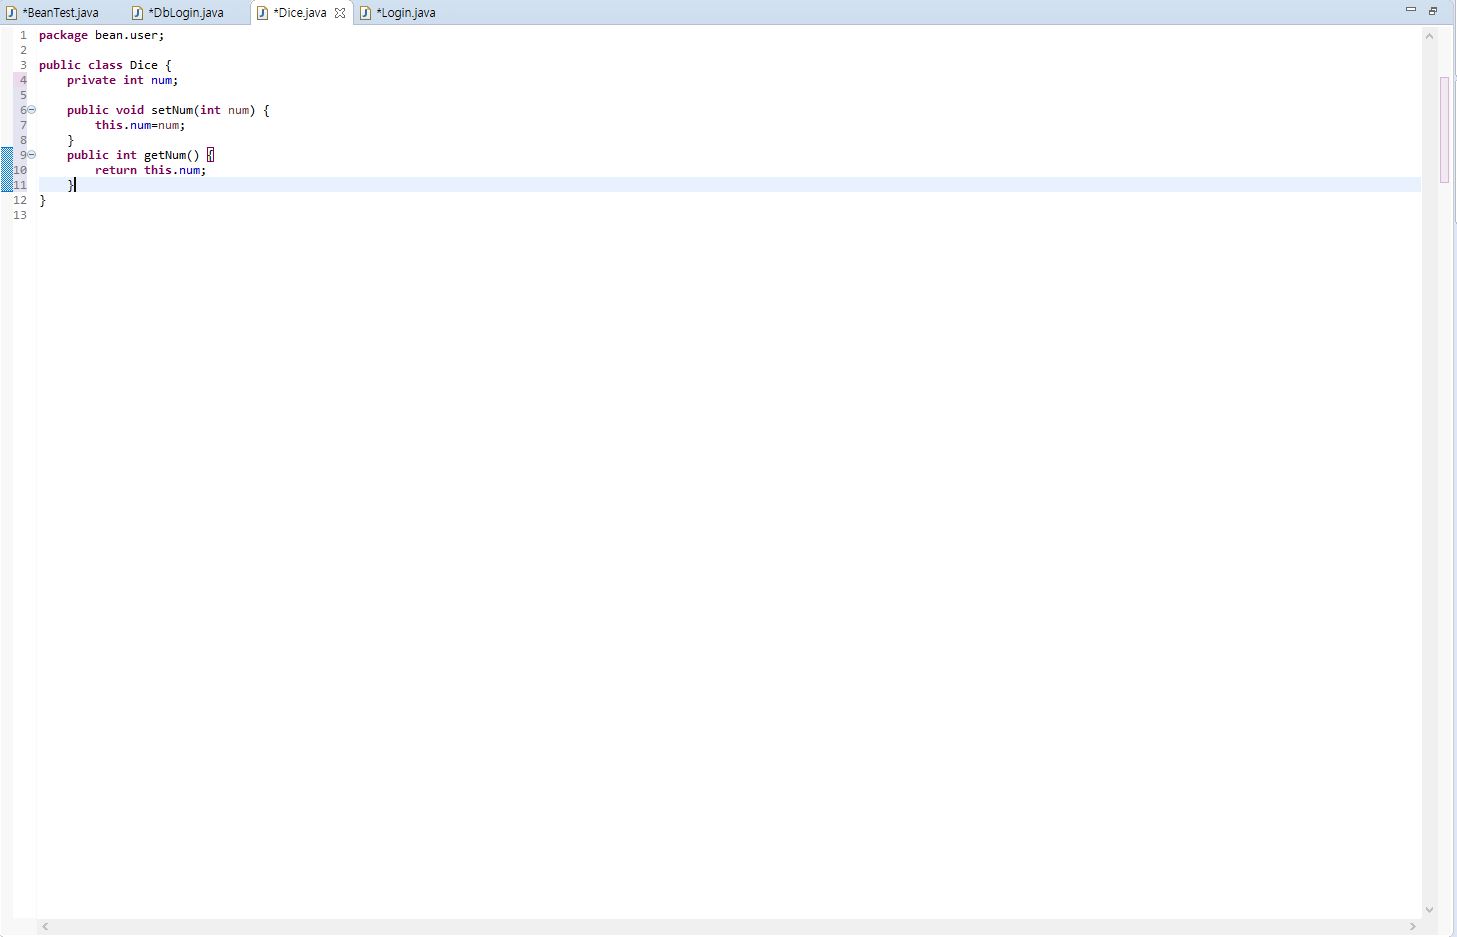 *BeanTest.java *DbLogin.java *Dice.java *Login.java
1 package bean.user;
2
3 public class Dice {
4 private int num;
5
6 public void setNum(int num) {
7 this.num=num;
8 }
9 public int getNum() {
10 return this.num;
11 }
12 }
13